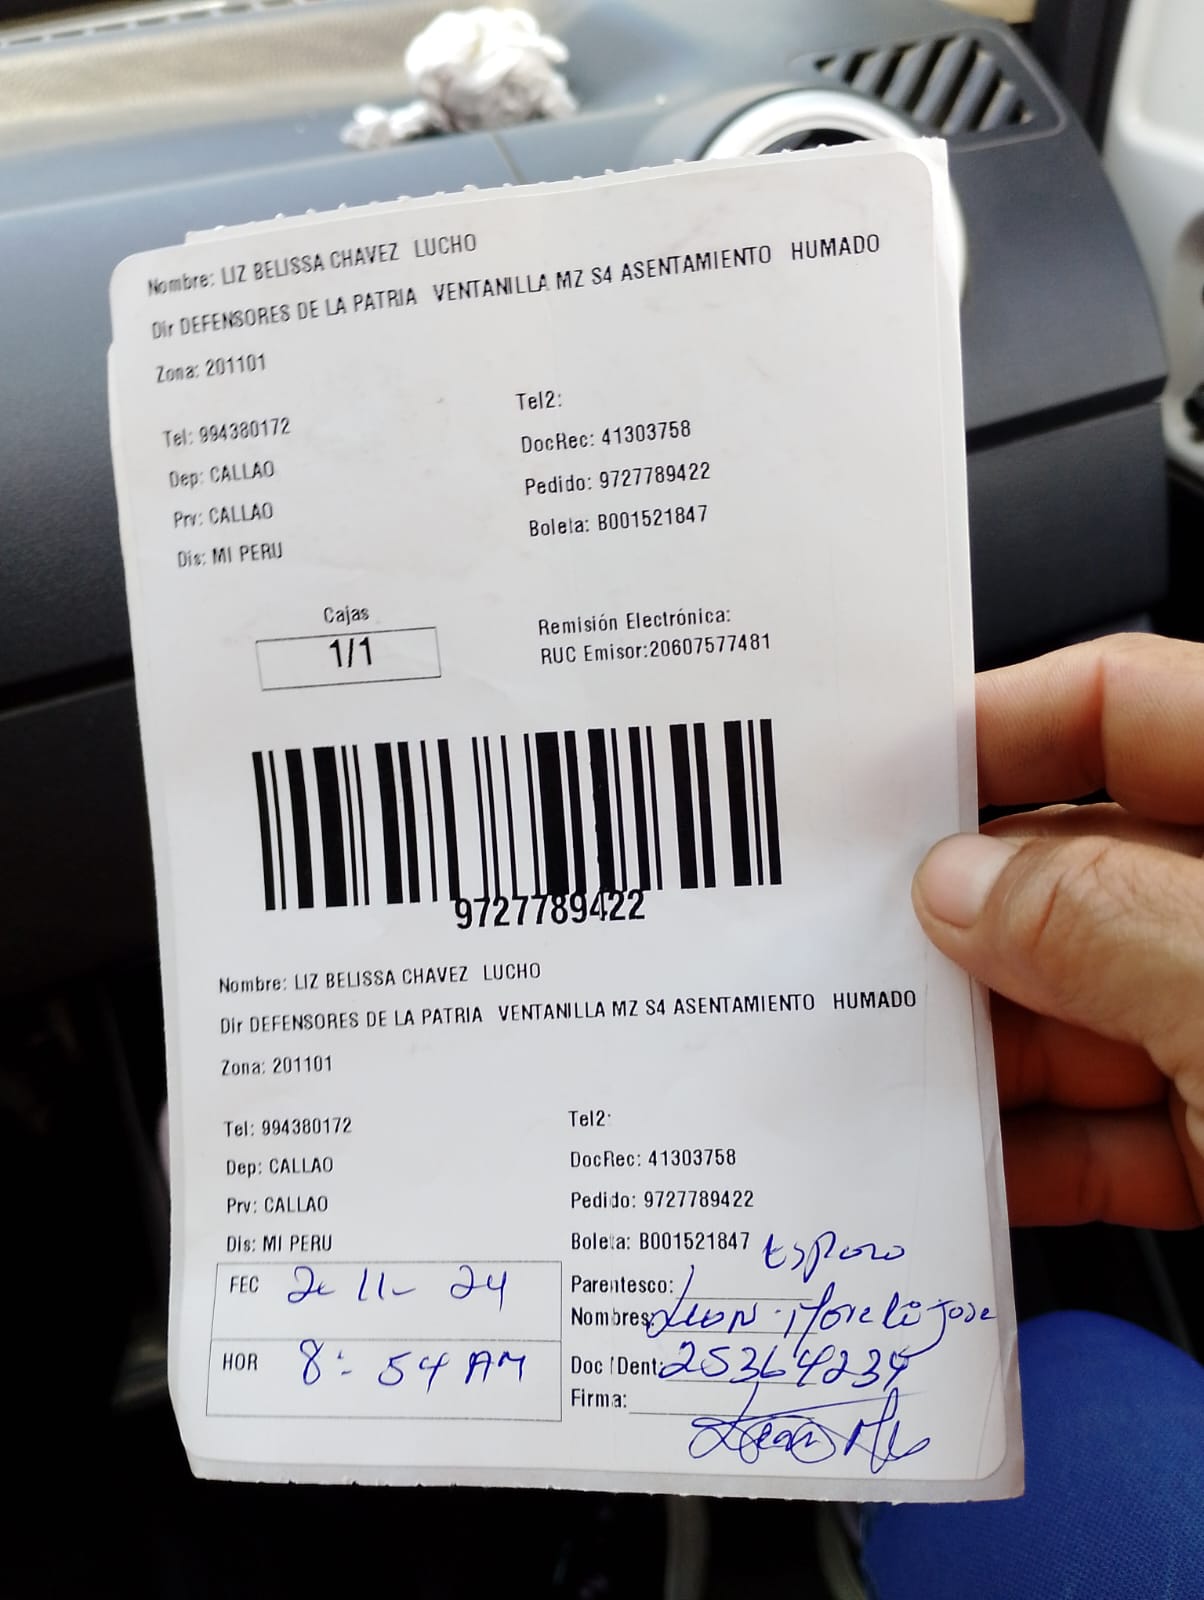 Nombre: LIZ BELISSA CHAVEZ LUCHO
Dir DEFENSORES DE LA PATRIA VENTANILLA MZ S4 ASENTAMIENTO HUMADO
Zona: 201101
Tel: 994380172
Tel2:
Dep: CALLAO
DocRec: 41303758
Prv: CALLAO
Pedido: 9727789422
Dis: MI PERU
Boleta: B001521847
Cajas
1/1
Remisión Electrónica:
RUC Emisor:20607577481
9727789422
Nombre: LIZ BELISSA CHAVEZ LUCHO
Dir DEFENSORES DE LA PATRIA VENTANILLA MZ S4 ASENTAMIENTO HUMADO
Zona: 201101
Tel: 994380172
Tel2:
Dep: CALLAO
DocRec: 41303758
Prv: CALLAO
Pedido: 9727789422
Dis: MI PERU
Boleta: B001521847
Esposo
FEC 11- 24
Parentesco:
Nombres: Leon Jose
HOR 8: 54 AM
Doc IDent: 25364234
Firma: